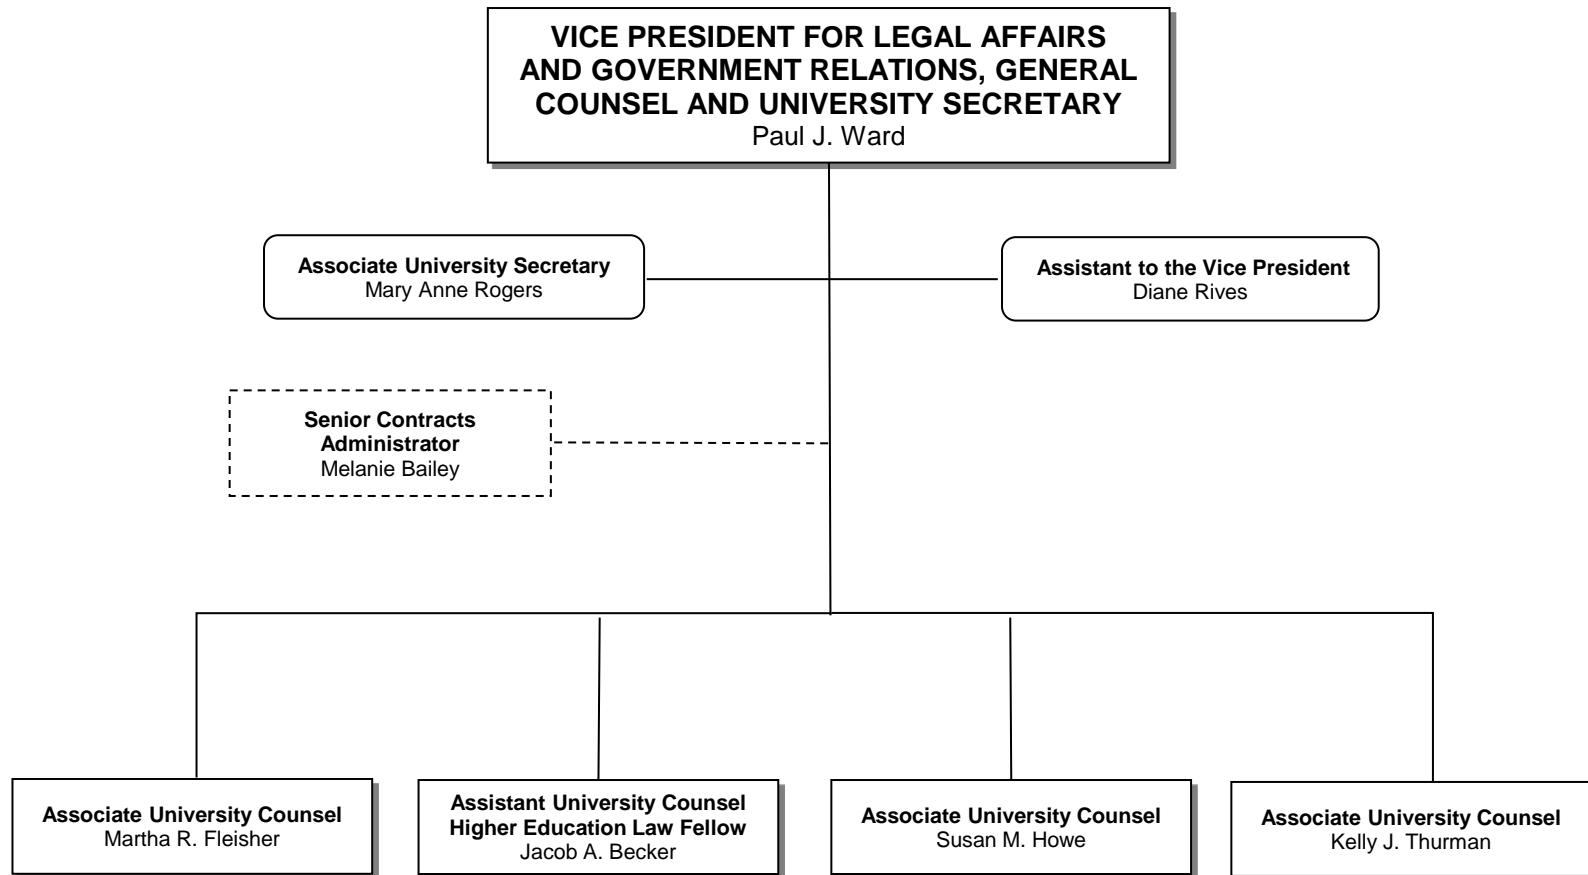 VICE PRESIDENT FOR LEGAL AFFAIRS
AND GOVERNMENT RELATIONS, GENERAL
COUNSEL AND UNIVERSITY SECRETARY
Paul J. Ward
Associate University Secretary
Mary Anne Rogers
Assistant to the Vice President
Diane Rives
Senior Contracts
Administrator
Melanie Bailey
Associate University Counsel
Martha R. Fleisher
Assistant University Counsel
Higher Education Law Fellow
Jacob A. Becker
Associate University Counsel
Susan M. Howe
Associate University Counsel
Kelly J. Thurman